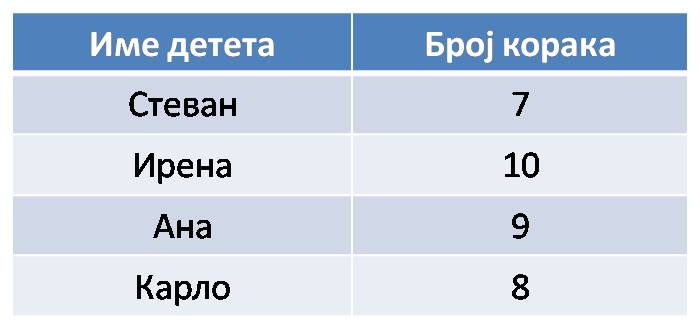 Име детета Број корака
Стеван 7
Ирена 10
Ана 9
Карло 8